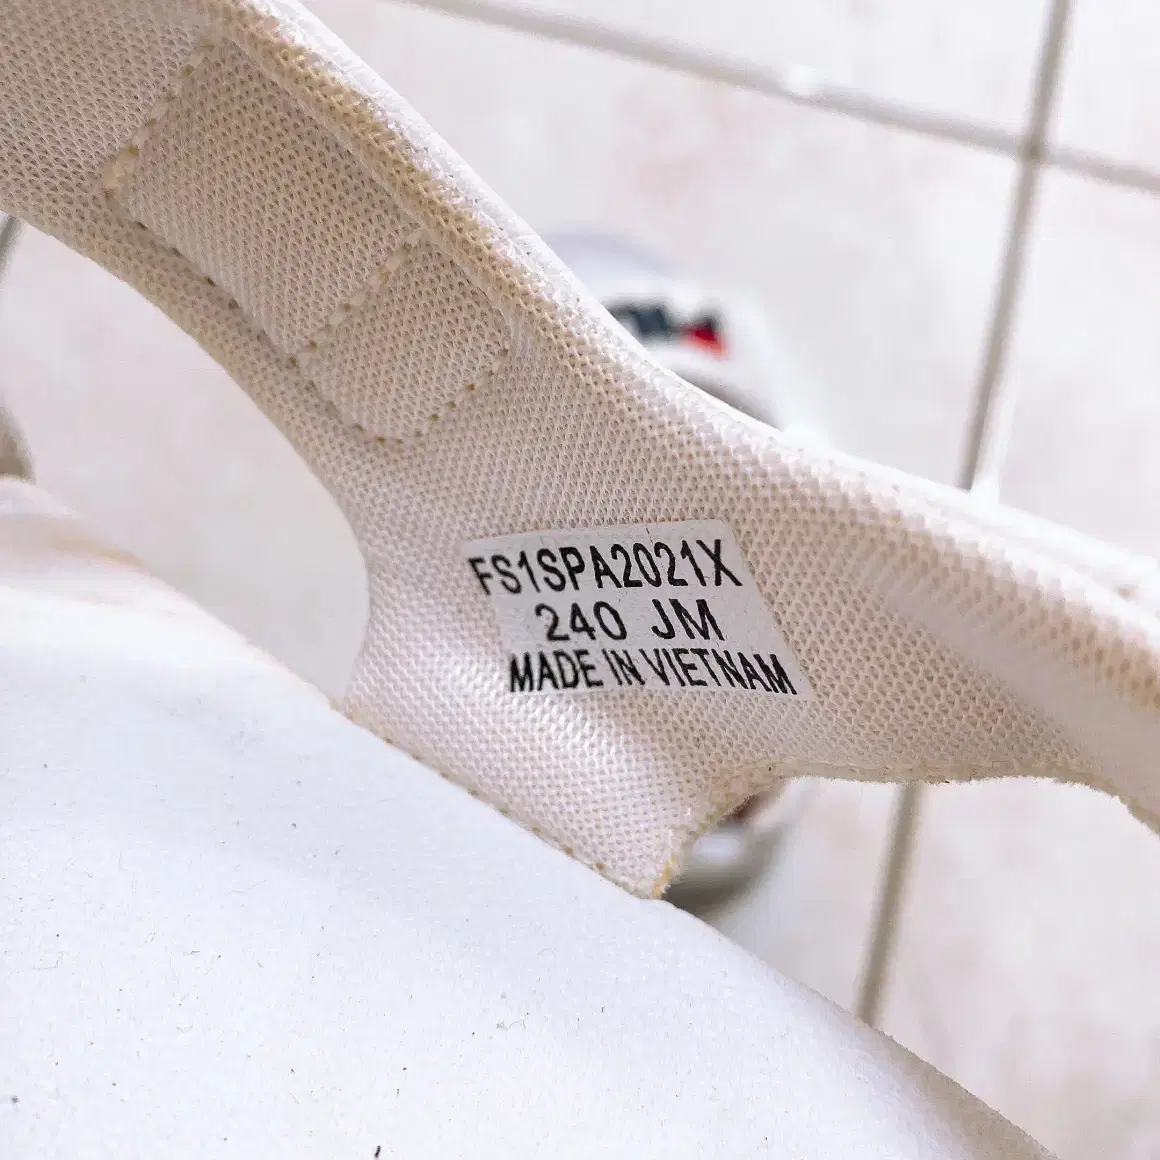 FS1SPA2021X
240 JM
MADE IN VIETNAM